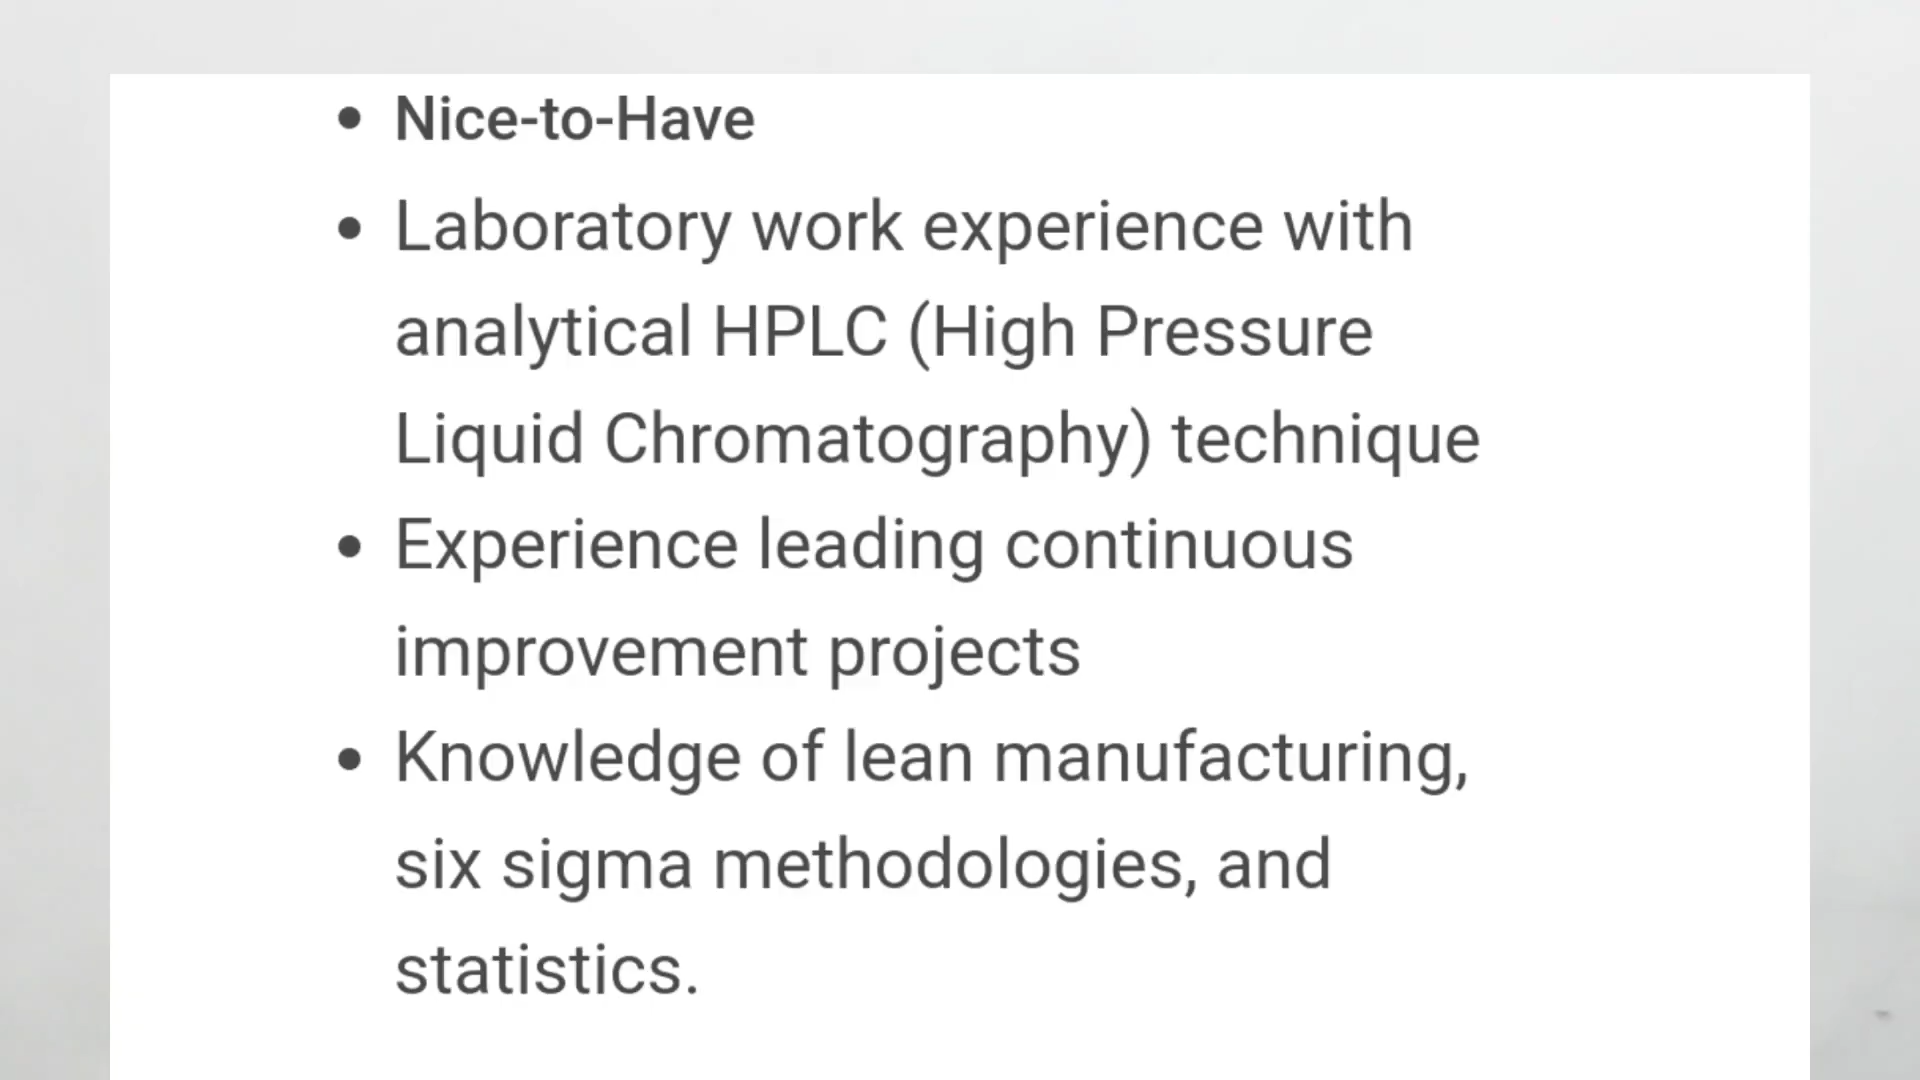 • Nice-to-Have
• Laboratory work experience with
analytical HPLC (High Pressure
Liquid Chromatography) technique
• Experience leading continuous
improvement projects
• Knowledge of lean manufacturing,
six sigma methodologies, and
statistics.